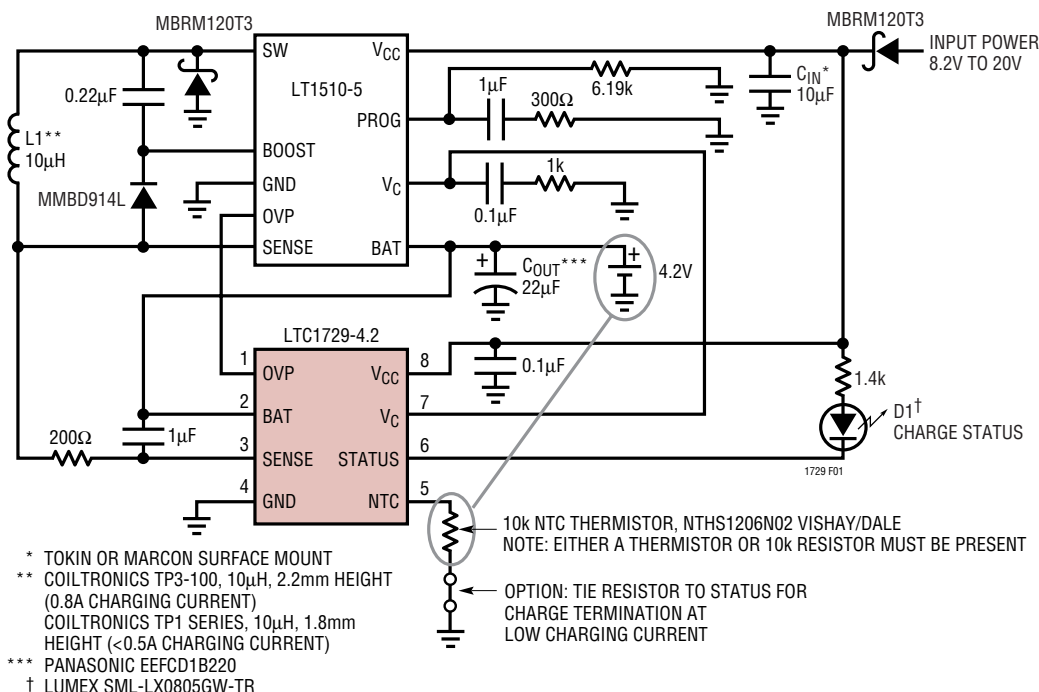 MBRM120T3
MBRM120T3
SW
VCC
INPUT POWER
8.2V TO 20V
LT1510-5
CIN*
10µF
0.22µF
1µF
6.19k
300Ω
PROG
L1**
10µH
BOOST
1k
GND
VC
MMBD914L
0.1µF
OVP
SENSE
BAT
+
COUT***
22µF
+
4.2V
LTC1729-4.2
1
OVP
VCC
8
0.1µF
1.4k
2
BAT
VC
7
D1†
CHARGE STATUS
200Ω
1µF
3
SENSE
STATUS
6
1729 F01
4
GND
NTC
5
10k NTC THERMISTOR, NTHS1206N02 VISHAY/DALE
NOTE: EITHER A THERMISTOR OR 10k RESISTOR MUST BE PRESENT
OPTION: TIE RESISTOR TO STATUS FOR
CHARGE TERMINATION AT
LOW CHARGING CURRENT
* TOKIN OR MARCON SURFACE MOUNT
** COILTRONICS TP3-100, 10µH, 2.2mm HEIGHT
(0.8A CHARGING CURRENT)
COILTRONICS TP1 SERIES, 10µH, 1.8mm
HEIGHT (<0.5A CHARGING CURRENT)
*** PANASONIC EEFCD1B220
† LUMEX SML-LX0805GW-TR